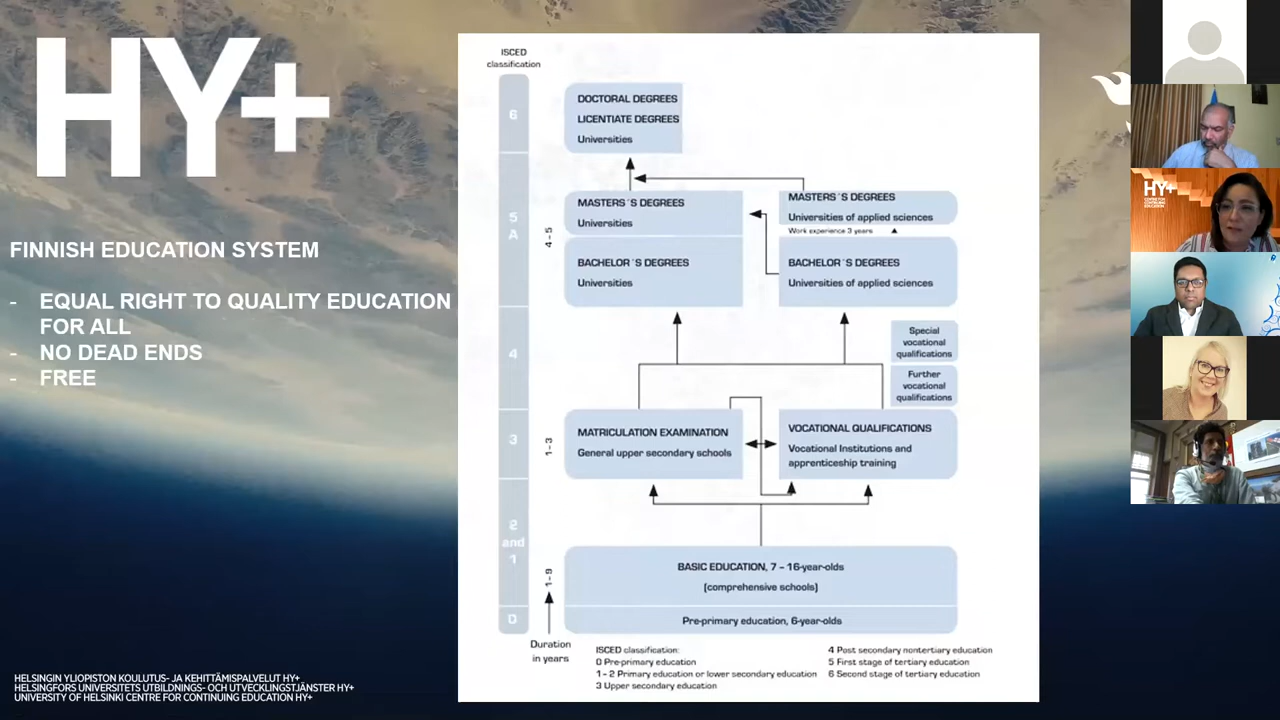 HY+
FINNISH EDUCATION SYSTEM
- EQUAL RIGHT TO QUALITY EDUCATION
FOR ALL
- NO DEAD ENDS
- FREE
HELSINGIN YLIOPISTON KOULUTUS- JA KEHITTÄMISPALVELUT HY+
HELSINGFORS UNIVERSITETS UTBILDNINGS- OCH UTVECKLINGSTJÄNSTER HY+
UNIVERSITY OF HELSINKI CENTRE FOR CONTINUING EDUCATION HY+
ISCED
classification
6
DOCTORAL DEGREES
LICENTIATE DEGREES
Universities
5
A
4-5
MASTERS´S DEGREES
Universities
MASTERS´S DEGREES
Universities of applied sciences
Work experience 3 years
BACHELOR´S DEGREES
Universities
BACHELOR´S DEGREES
Universities of applied sciences
4
Special
vocational
qualifications
Further
vocational
qualifications
3
1-3
MATRICULATION EXAMINATION
General upper secondary schools
VOCATIONAL QUALIFICATIONS
Vocational Institutions and
apprenticeship training
2
and
1
1-9
BASIC EDUCATION, 7 – 16-year-olds
(comprehensive schools)
0
Pre-primary education, 6-year-olds
Duration
in years
ISCED classification:
0 Pre-primary education
1-2 Primary education or lower secondary education
3 Upper secondary education
4 Post secondary nontertiary education
5 First stage of tertiary education
6 Second stage of tertiary education
HY+
CENTRE FOR
CONTINUING
EDUCATION